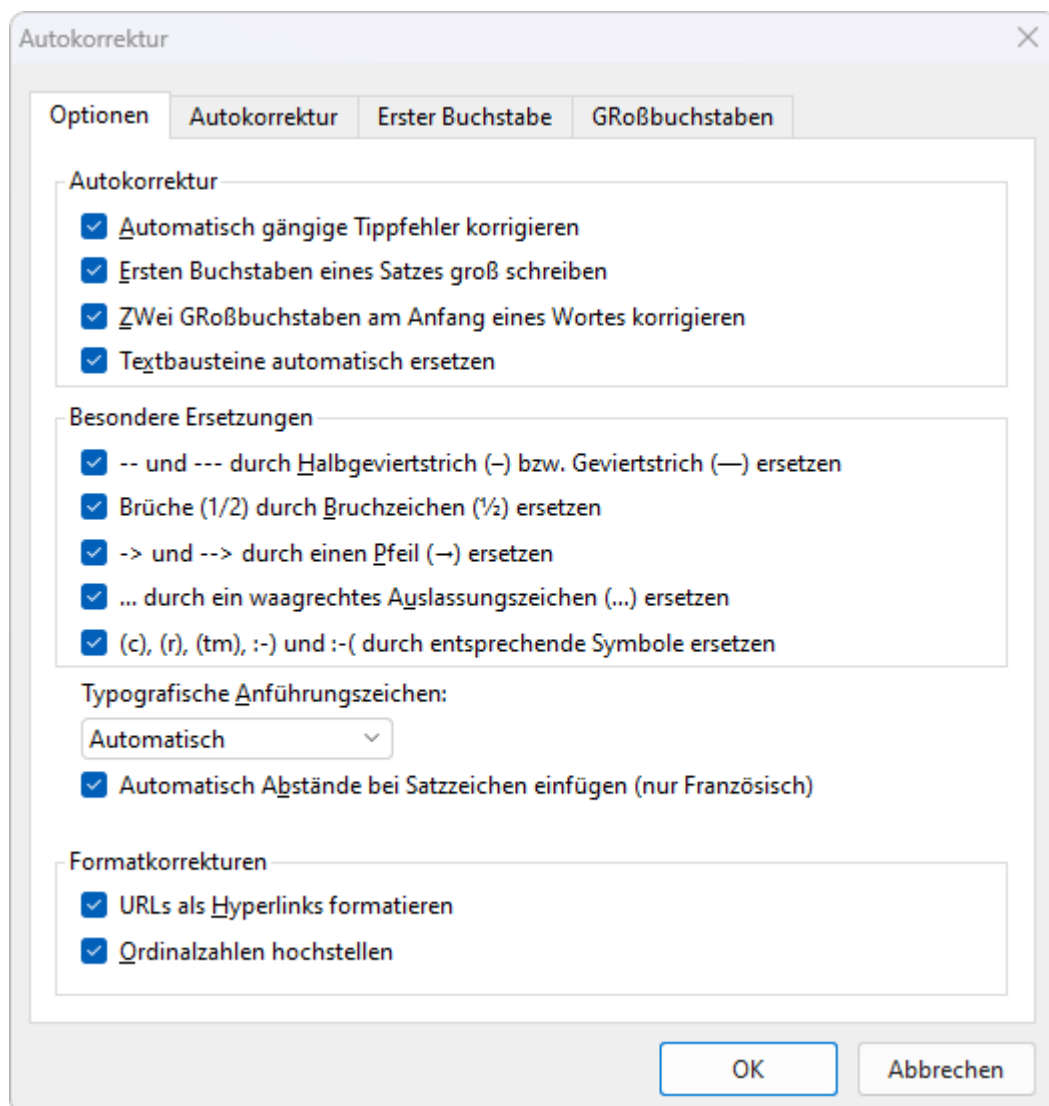 Autokorrektur
Optionen
Autokorrektur
Erster Buchstabe
GRoßbuchstaben
Autokorrektur
Automatisch gängige Tippfehler korrigieren
Ersten Buchstaben eines Satzes groß schreiben
ZWei GRoßbuchstaben am Anfang eines Wortes korrigieren
Textbausteine automatisch ersetzen
Besondere Ersetzungen
-- und --- durch Halbgeviertstrich (–) bzw. Geviertstrich (—) ersetzen
Brüche (1/2) durch Bruchzeichen (½) ersetzen
-> und --> durch einen Pfeil (→) ersetzen
... durch ein waagrechtes Auslassungszeichen (…) ersetzen
(c), (r), (tm), :-) und :-( durch entsprechende Symbole ersetzen
Typografische Anführungszeichen:
Automatisch
Automatisch Abstände bei Satzzeichen einfügen (nur Französisch)
Formatkorrekturen
URLs als Hyperlinks formatieren
Ordinalzahlen hochstellen
OK
Abbrechen